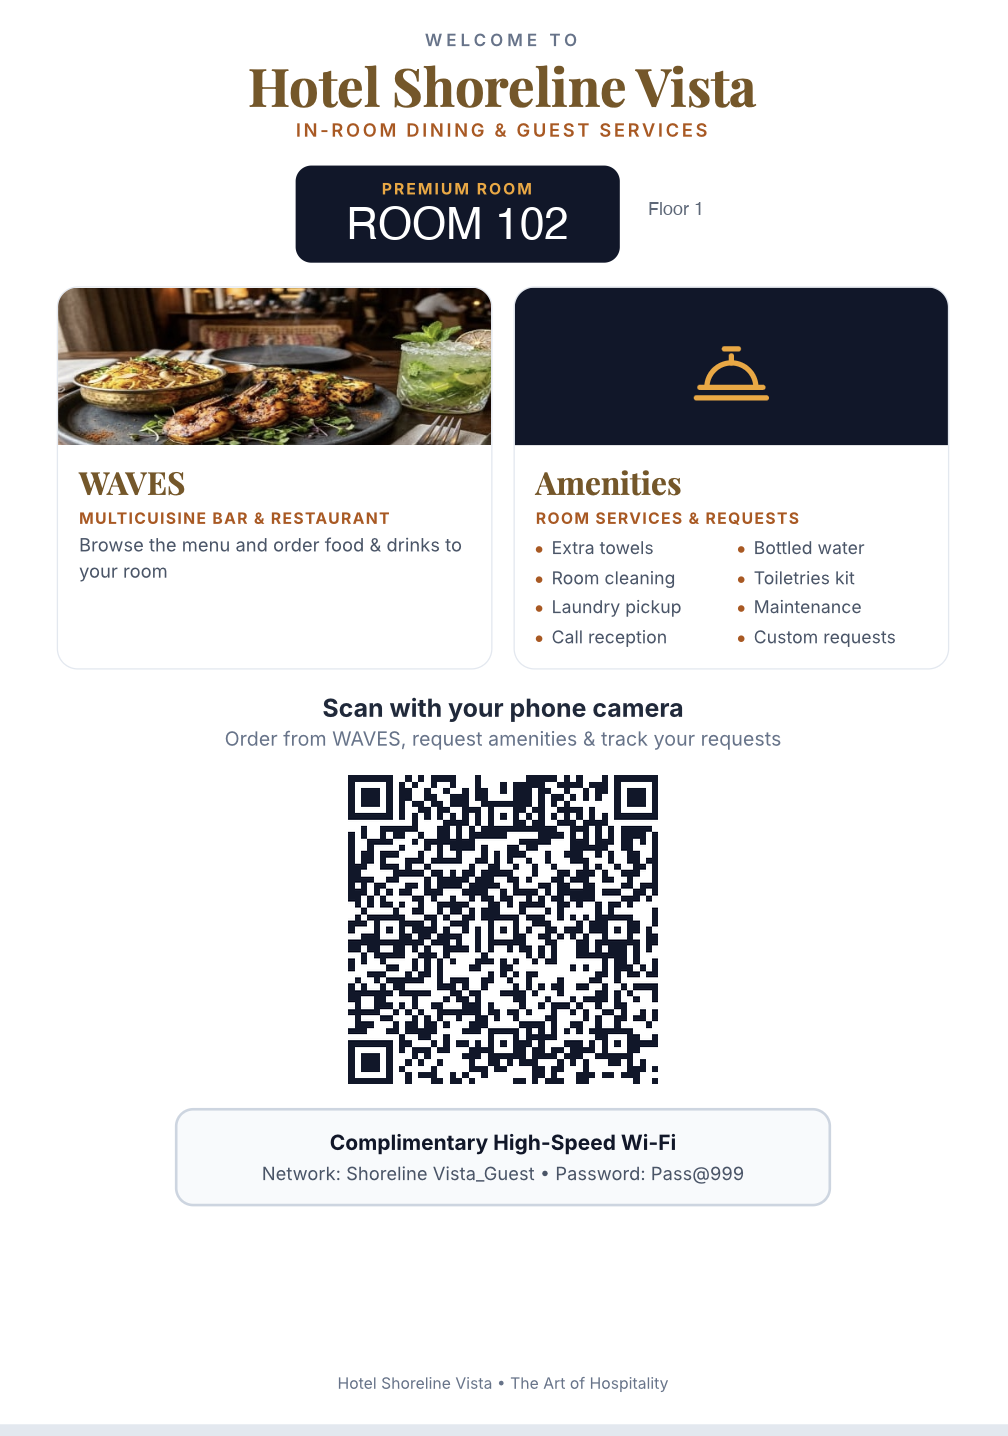 WELCOME TO
Hotel Shoreline Vista
IN-ROOM DINING & GUEST SERVICES
PREMIUM ROOM
ROOM 102
Floor 1
WAVES
MULTICUISINE BAR & RESTAURANT
Browse the menu and order food & drinks to
your room
Amenities
ROOM SERVICES & REQUESTS
• Extra towels
• Bottled water
• Room cleaning
• Toiletries kit
• Laundry pickup
• Maintenance
• Call reception
• Custom requests
Scan with your phone camera
Order from WAVES, request amenities & track your requests
Complimentary High-Speed Wi-Fi
Network: Shoreline Vista_Guest • Password: Pass@999
Hotel Shoreline Vista • The Art of Hospitality